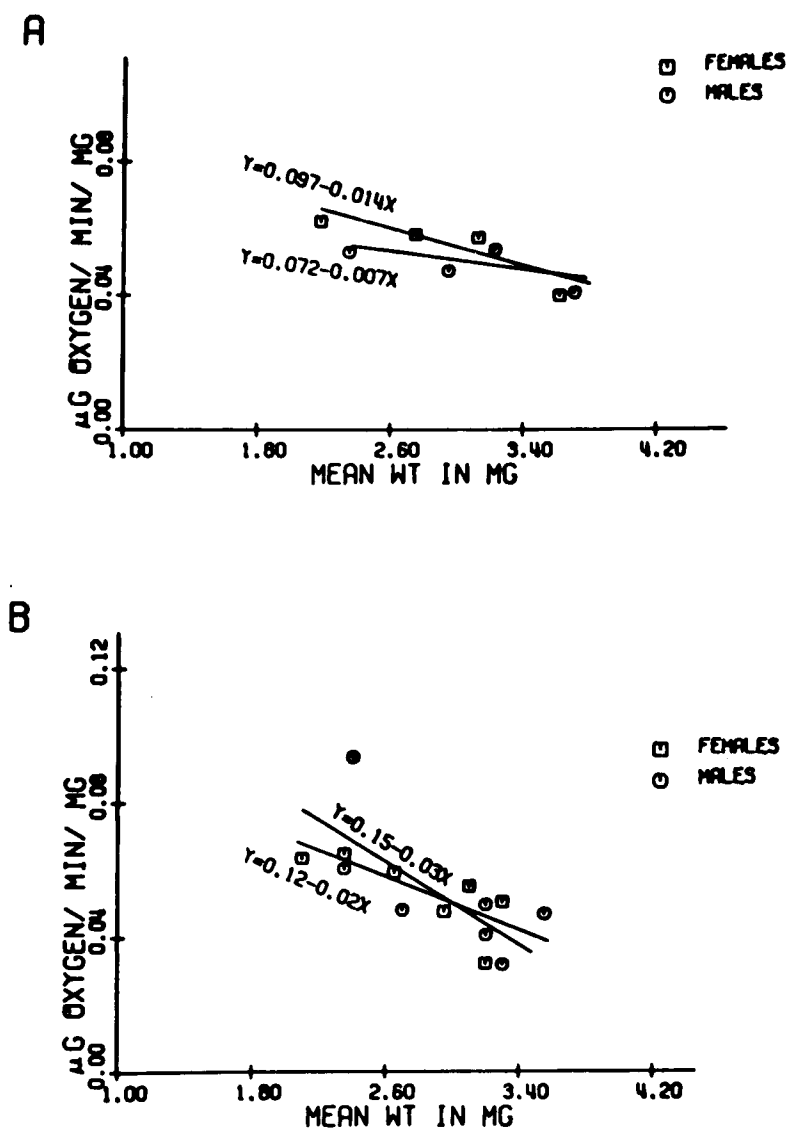 A
FEMALES
MALES
µG OXYGEN/ MIN/ MG
0.08
0.04
0.00
Y=0.097-0.014X
Y=0.072-0.007X
1.00 1.80 2.60 3.40 4.20
MEAN WT IN MG
B
FEMALES
MALES
µG OXYGEN/ MIN/ MG
0.12
0.08
0.04
0.00
Y=0.15-0.03X
Y=0.12-0.02X
1.00 1.80 2.60 3.40 4.20
MEAN WT IN MG